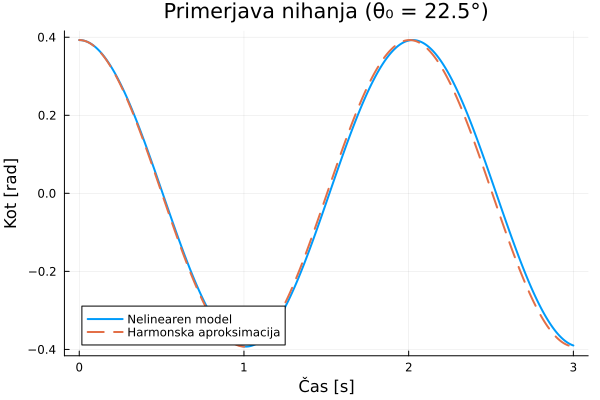 Primerjava nihanja (θ₀ = 22.5°)
Kot [rad]
0.4
0.2
0.0
−0.2
−0.4
Nelinearen model
Harmonska aproksimacija
0
1
2
3
Čas [s]